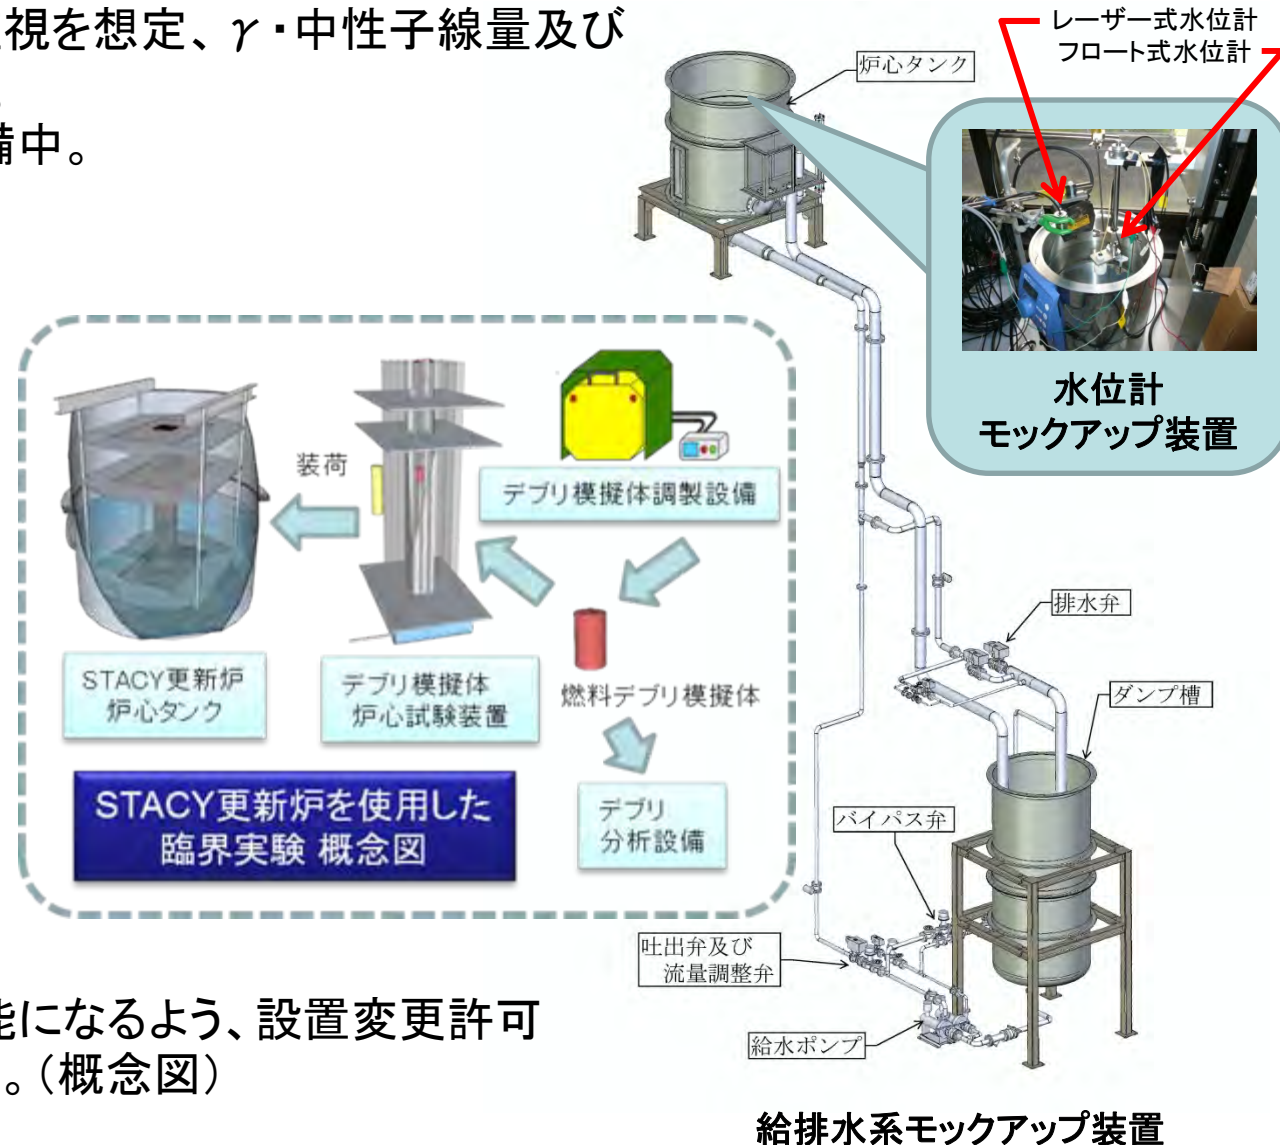 視を想定、γ・中性子線量及び
備中。
レーザー式水位計
フロート式水位計
炉心タンク
水位計
モックアップ装置
装荷
デブリ模擬体調製設備
STACY更新炉
炉心タンク
デブリ模擬体
炉心試験装置
燃料デブリ模擬体
STACY更新炉を使用した
臨界実験 概念図
デブリ
分析設備
排水弁
ダンプ槽
バイパス弁
吐出弁及び
流量調整弁
給水ポンプ
能になるよう、設置変更許可
。（概念図）
給排水系モックアップ装置